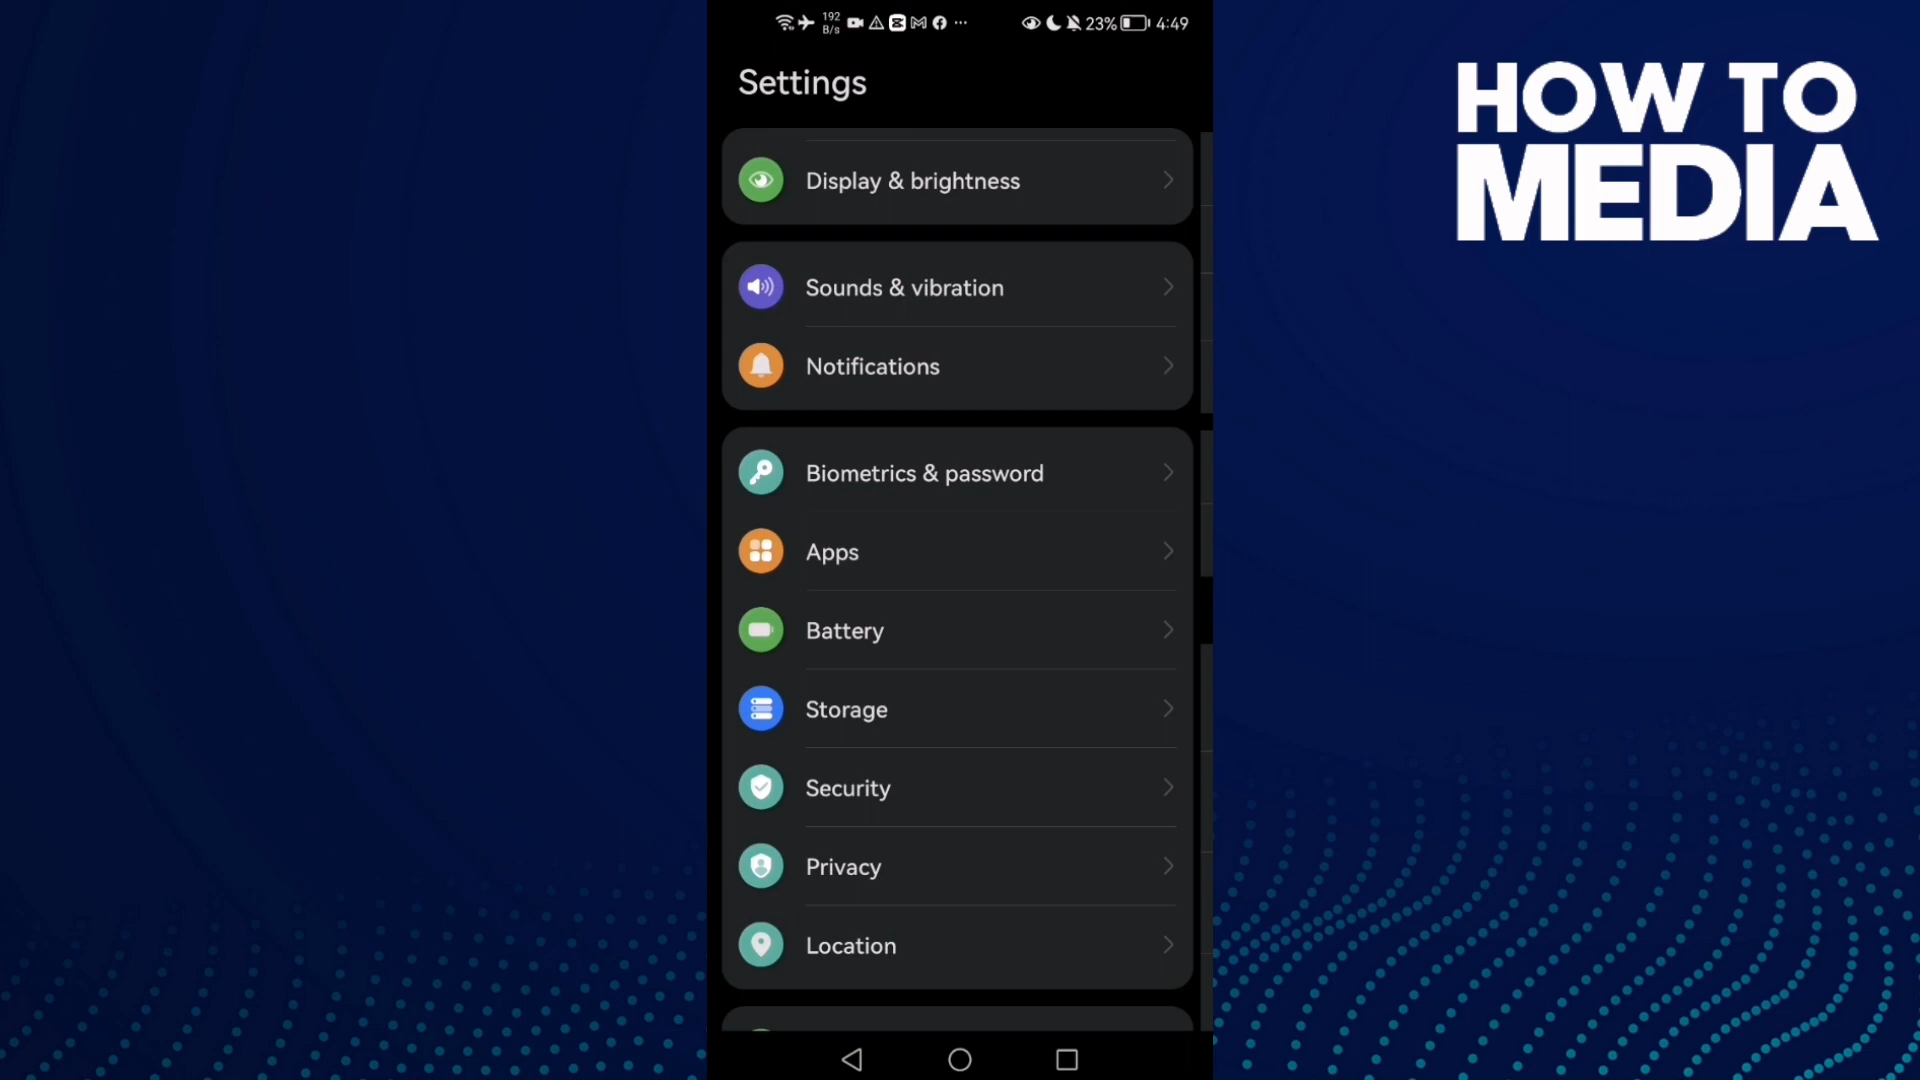 192
B/s
23%
4:49
Settings
HOW TO
MEDIA
Display & brightness
Sounds & vibration
Notifications
Biometrics & password
Apps
Battery
Storage
Security
Privacy
Location